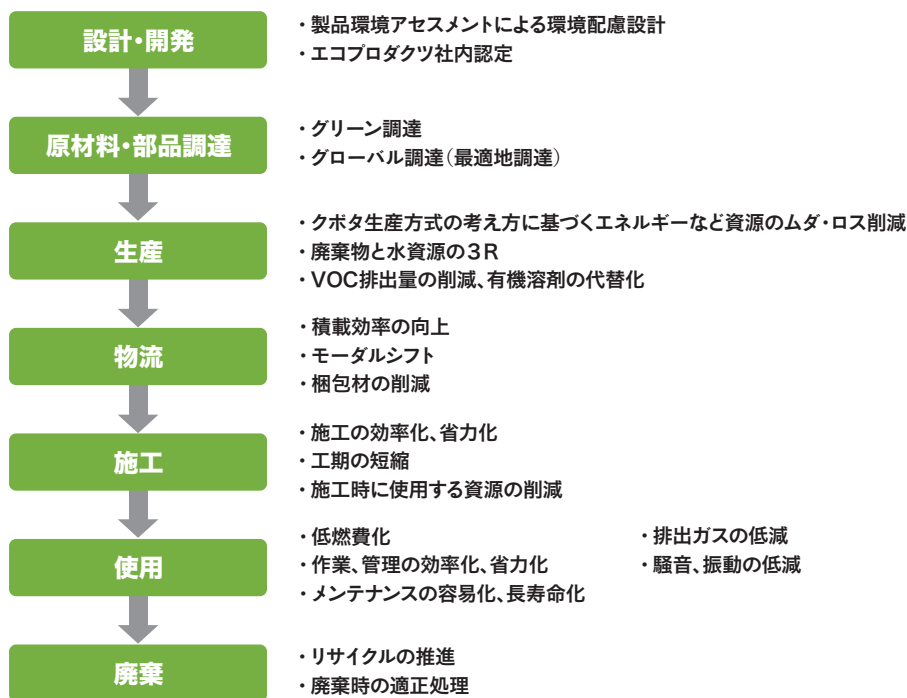 設計・開発
・製品環境アセスメントによる環境配慮設計
・エコプロダクツ社内認定
原材料・部品調達
・グリーン調達
・グローバル調達（最適地調達）
生産
・クボタ生産方式の考え方に基づくエネルギーなど資源のムダ・ロス削減
・廃棄物と水資源の3R
・VOC排出量の削減、有機溶剤の代替化
物流
・積載効率の向上
・モーダルシフト
・梱包材の削減
施工
・施工の効率化、省力化
・工期の短縮
・施工時に使用する資源の削減
使用
・低燃費化
・作業、管理の効率化、省力化
・メンテナンスの容易化、長寿命化
・排出ガスの低減
・騒音、振動の低減
廃棄
・リサイクルの推進
・廃棄時の適正処理